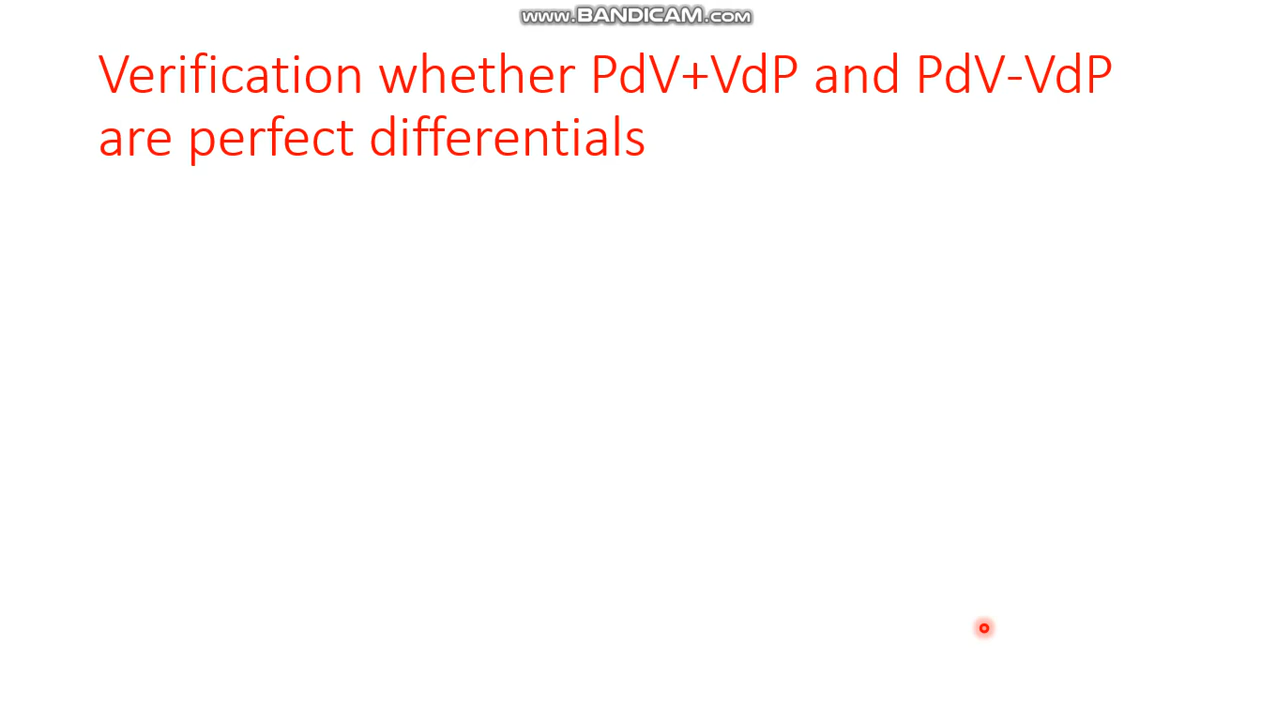 www.BANDICAM.com
Verification whether PdV+VdP and PdV-VdP
are perfect differentials